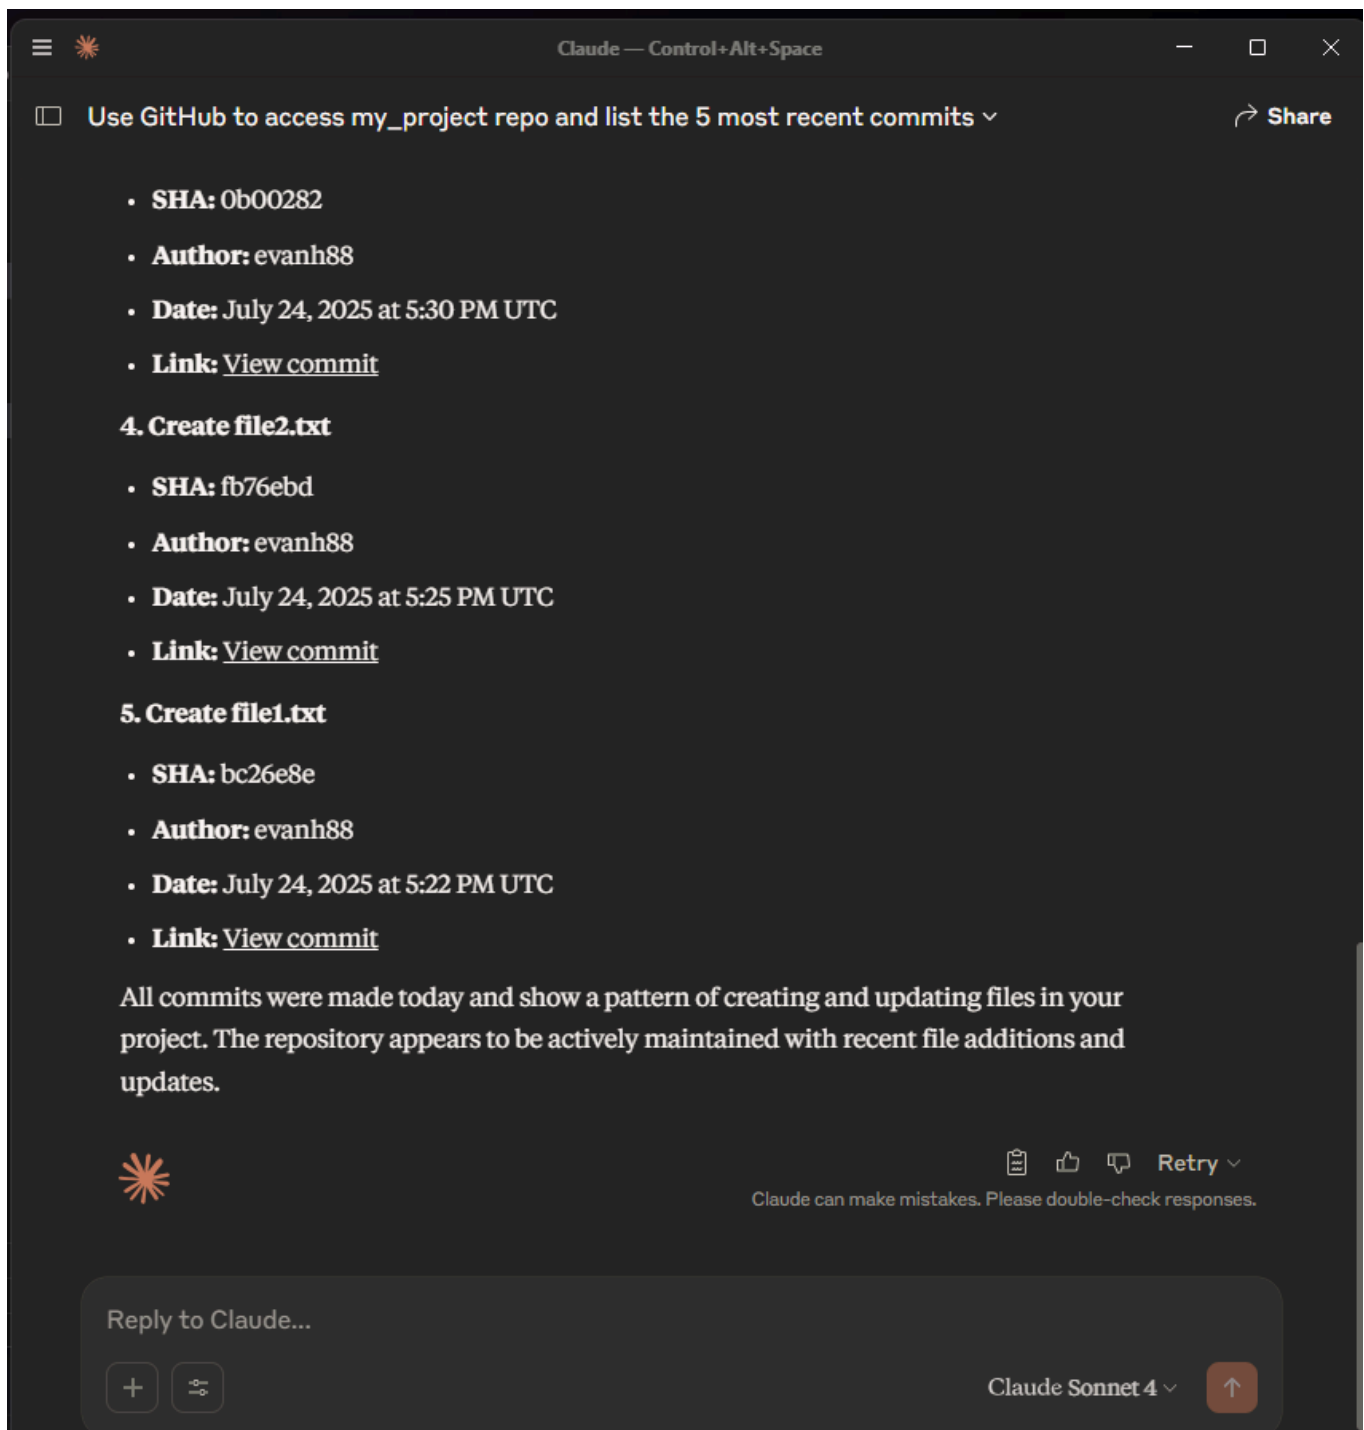 Claude — Control+Alt+Space
Use GitHub to access my_project repo and list the 5 most recent commits
Share
• SHA: 0b00282
• Author: evanh88
• Date: July 24, 2025 at 5:30 PM UTC
• Link: View commit
4. Create file2.txt
• SHA: fb76ebd
• Author: evanh88
• Date: July 24, 2025 at 5:25 PM UTC
• Link: View commit
5. Create file1.txt
• SHA: bc26e8e
• Author: evanh88
• Date: July 24, 2025 at 5:22 PM UTC
• Link: View commit
All commits were made today and show a pattern of creating and updating files in your
project. The repository appears to be actively maintained with recent file additions and
updates.
Retry
Claude can make mistakes. Please double-check responses.
Reply to Claude...
Claude Sonnet 4